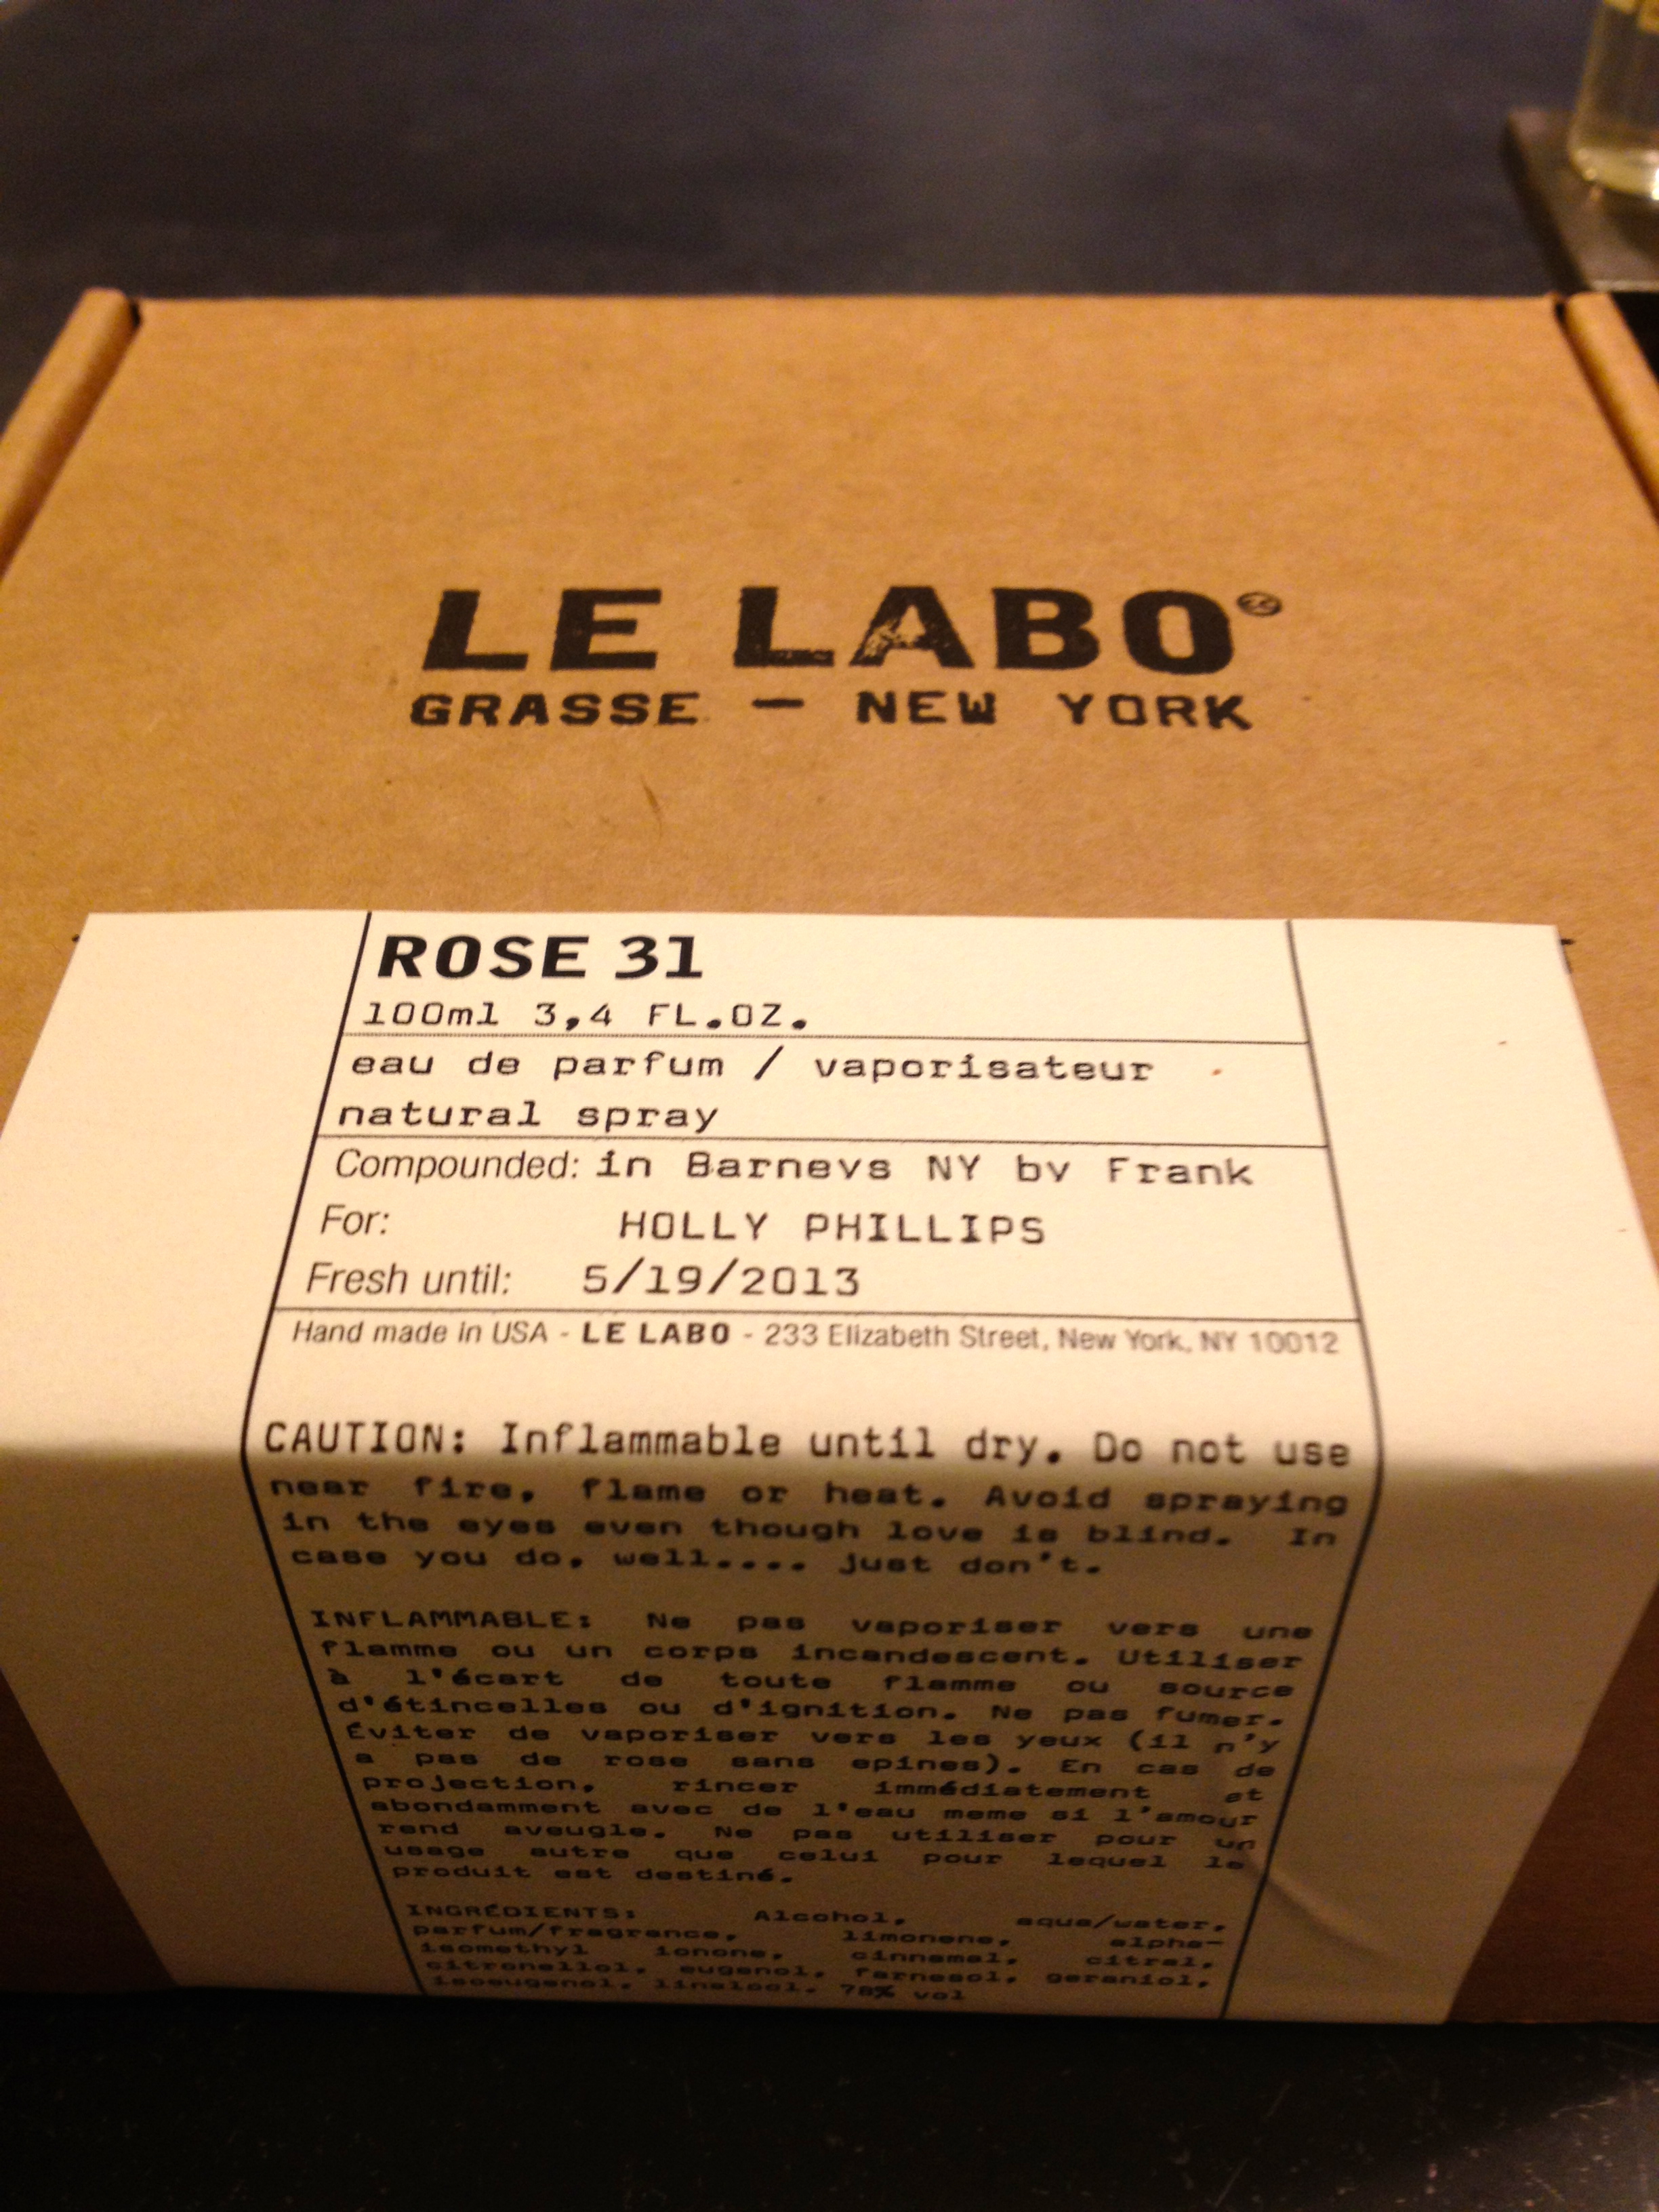 LE LABO®
GRASSE — NEW YORK
ROSE 31
100ml 3,4 FL.OZ.
eau de parfum / vaporisateur
natural spray
Compounded: in Barneys NY by Frank
For: HOLLY PHILLIPS
Fresh until: 5/19/2013
Hand made in USA - LE LABO - 233 Elizabeth Street, New York, NY 10012
CAUTION: Inflammable until dry. Do not use
near fire, flame or heat. Avoid spraying
in the eyes even though love is blind. In
case you do, well.... just don't.
INFLAMMABLE: Ne pas vaporiser vers une
flamme ou un corps incandescent. Utiliser
à l'écart de toute flamme ou source
d'étincelles ou d'ignition. Ne pas fumer.
Éviter de vaporiser vers les yeux (il n'y
a pas de rose sans epines). En cas de
projection, rincer immédiatement et
abondamment avec de l'eau meme si l'amour
rend aveugle. Ne pas utiliser pour un
usage autre que celui pour lequel le
produit est destiné.
INGRÉDIENTS: Alcohol, aqua/water,
parfum/fragrance, limonene, alpha-
isomethyl ionone, cinnamal, citral,
citronellol, eugenol, farnesol, geraniol,
isoeugenol, linalool. 78% vol